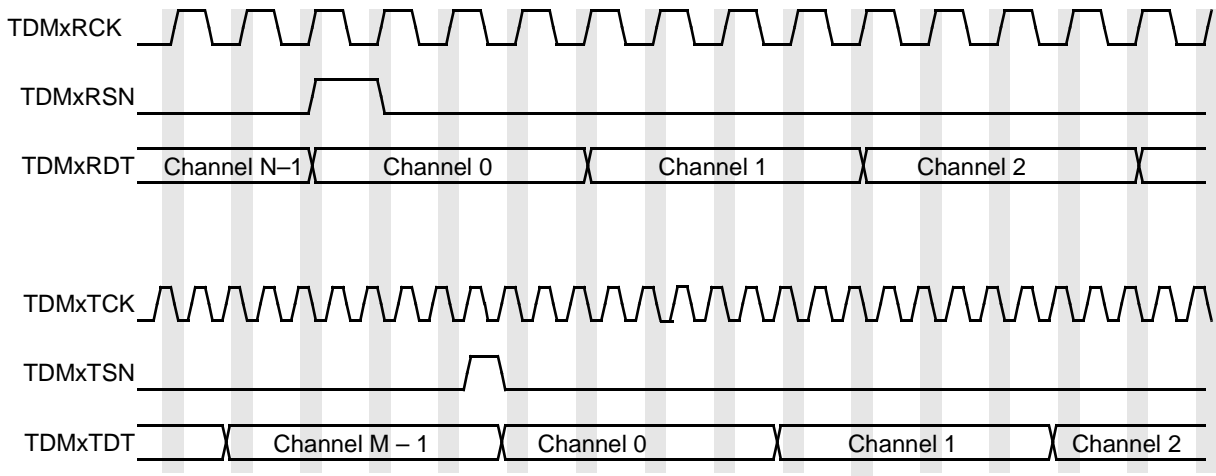 TDMxRCK
TDMxRSN
TDMxRDT Channel N–1 Channel 0 Channel 1 Channel 2
TDMxTCK
TDMxTSN
TDMxTDT Channel M – 1 Channel 0 Channel 1 Channel 2